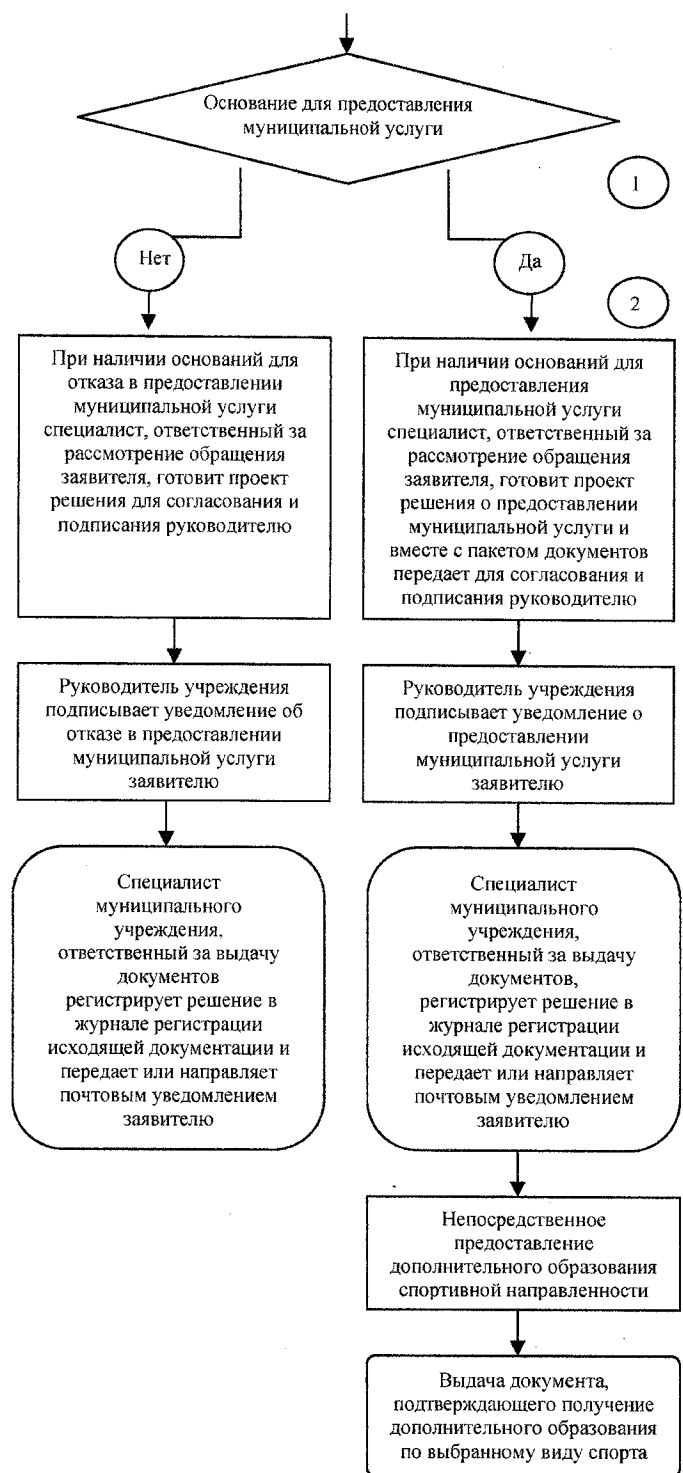 Основание для предоставления
муниципальной услуги
1
Нет
Да
2
При наличии оснований для
отказа в предоставлении
муниципальной услуги
специалист, ответственный за
рассмотрение обращения
заявителя, готовит проект
решения для согласования и
подписания руководителю
При наличии оснований для
предоставления
муниципальной услуги
специалист, ответственный за
рассмотрение обращения
заявителя, готовит проект
решения о предоставлении
муниципальной услуги и
вместе с пакетом документов
передает для согласования и
подписания руководителю
Руководитель учреждения
подписывает уведомление об
отказе в предоставлении
муниципальной услуги
заявителю
Руководитель учреждения
подписывает уведомление о
предоставлении
муниципальной услуги
заявителю
Специалист
муниципального
учреждения,
ответственный за выдачу
документов
регистрирует решение в
журнале регистрации
исходящей документации и
передает или направляет
почтовым уведомлением
заявителю
Специалист
муниципального
учреждения,
ответственный за выдачу
документов,
регистрирует решение в
журнале регистрации
исходящей документации и
передает или направляет
почтовым уведомлением
заявителю
Непосредственное
предоставление
дополнительного образования
спортивной направленности
Выдача документа,
подтверждающего получение
дополнительного образования
по выбранному виду спорта